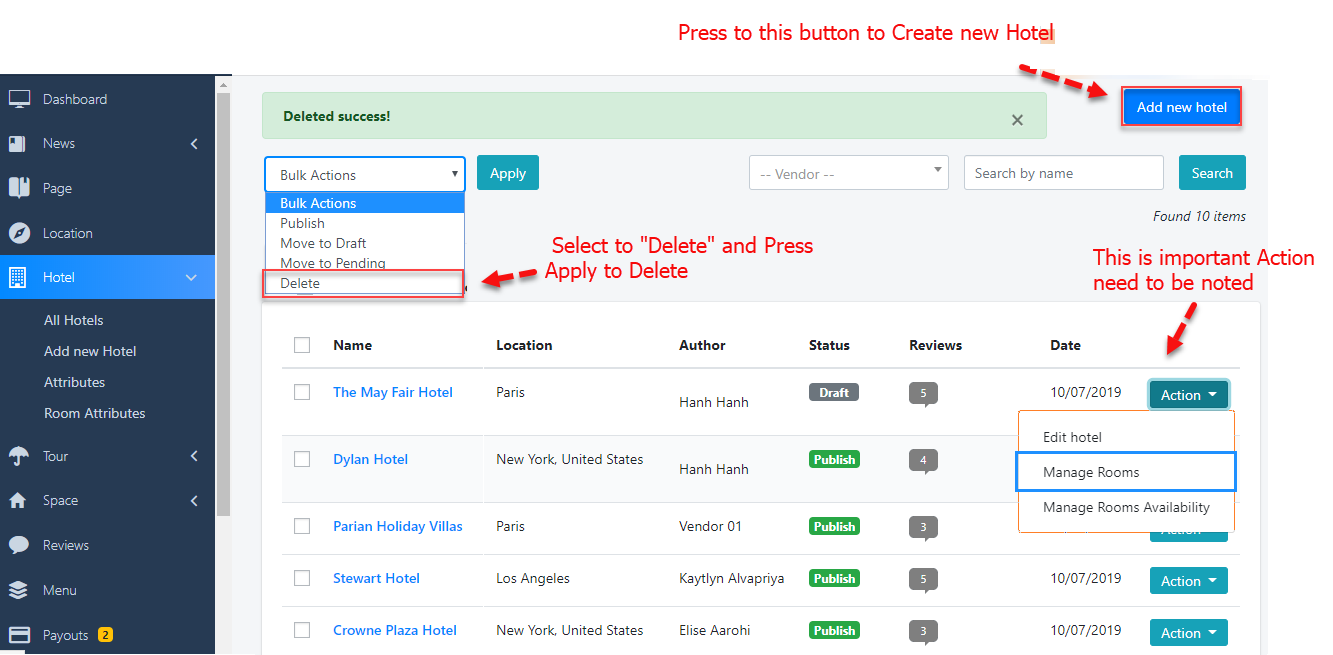 Press to this button to Create new Hotel
Dashboard
News
Page
Location
Hotel
All Hotels
Add new Hotel
Attributes
Room Attributes
Tour
Space
Reviews
Menu
Payouts 2
Deleted success! ×
Add new hotel
Bulk Actions
Apply
-- Vendor --
Search by name
Search
Bulk Actions
Publish
Move to Draft
Move to Pending
Delete
Found 10 items
Select to "Delete" and Press
Apply to Delete
This is important Action
need to be noted
Name Location Author Status Reviews Date
The May Fair Hotel Paris Hanh Hanh Draft 5 10/07/2019 Action
Edit hotel
Manage Rooms
Manage Rooms Availability
Dylan Hotel New York, United States Hanh Hanh Publish 4
Parian Holiday Villas Paris Vendor 01 Publish 3
Stewart Hotel Los Angeles Kaytlyn Alvapriya Publish 5 10/07/2019 Action
Crowne Plaza Hotel New York, United States Elise Aarohi Publish 3 10/07/2019 Action